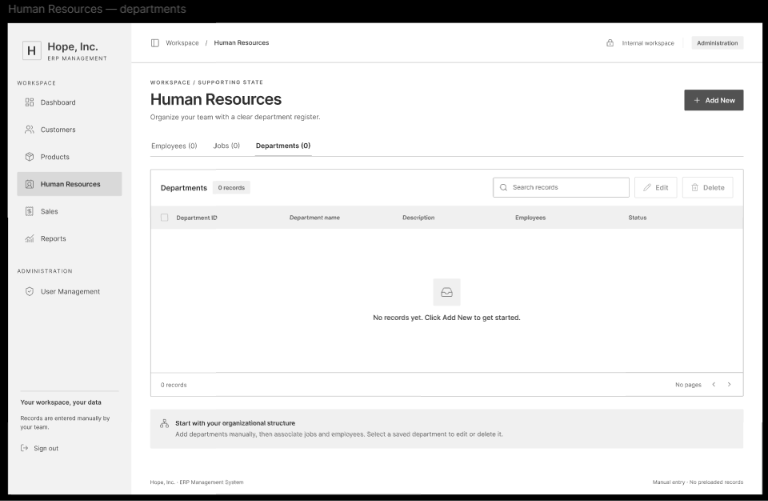 Human Resources — departments
H
Hope, Inc.
ERP MANAGEMENT
WORKSPACE
Dashboard
Customers
Products
Human Resources
Sales
Reports
ADMINISTRATION
User Management
Your workspace, your data
Records are entered manually by
your team.
Sign out
Workspace / Human Resources
Internal workspace
Administration
WORKSPACE / SUPPORTING STATE
Human Resources
Organize your team with a clear department register.
+ Add New
Employees (0) Jobs (0) Departments (0)
Departments 0 records
Search records
Edit
Delete
Department ID Department name Description Employees Status
No records yet. Click Add New to get started.
0 records
No pages
Start with your organizational structure
Add departments manually, then associate jobs and employees. Select a saved department to edit or delete it.
Hope, Inc. · ERP Management System
Manual entry · No preloaded records